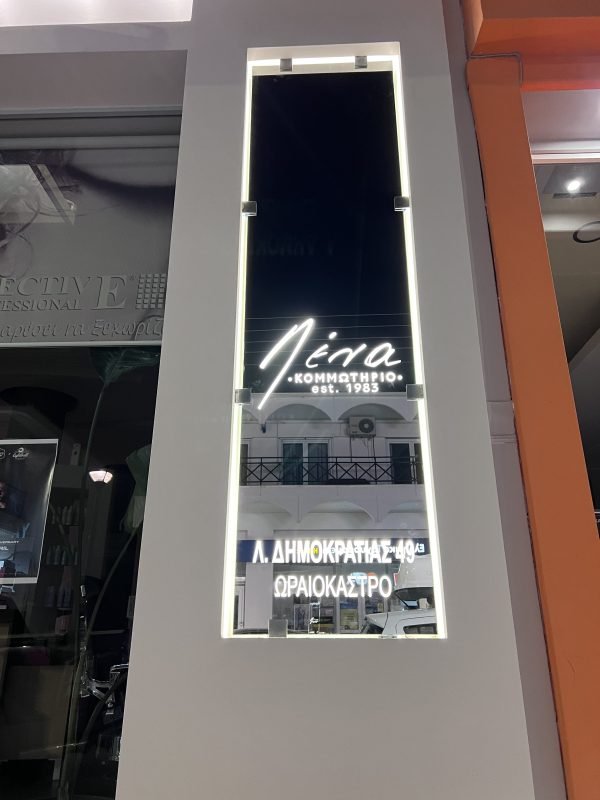 ECTIVE®
ESSIONAL
Λένα
•ΚΟΜΜΩΤΗΡΙΟ•
est. 1983
Λ. ΔΗΜΟΚΡΑΤΙΑΣ 49
ΩΡΑΙΟΚΑΣΤΡΟ